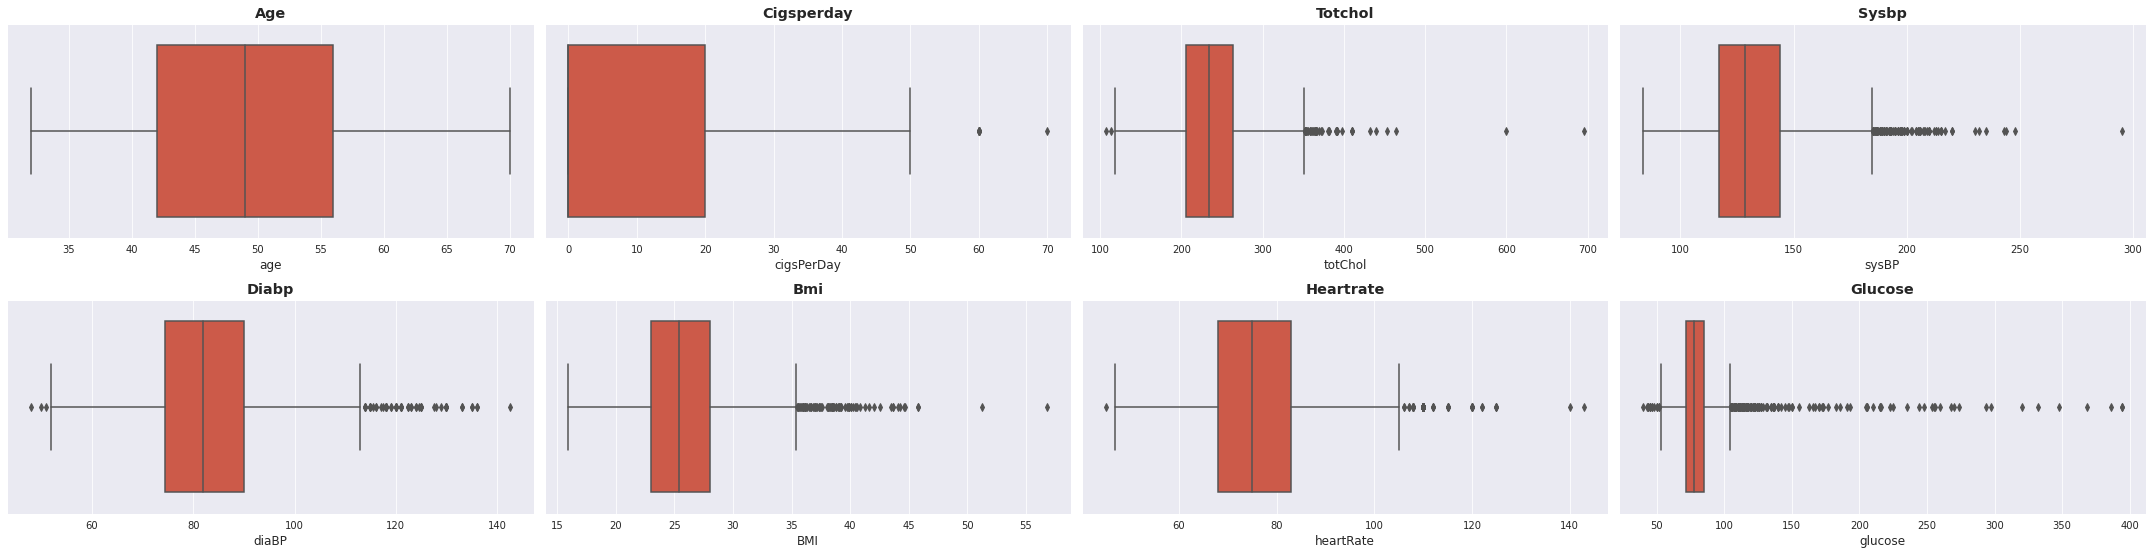 Age
Cigsperday
Totchol
Sysbp
35 40 45 50 55 60 65 70
0 10 20 30 40 50 60 70
100 200 300 400 500 600 700
100 150 200 250 300
age
cigsPerDay
totChol
sysBP
Diabp
Bmi
Heartrate
Glucose
60 80 100 120 140
15 20 25 30 35 40 45 50 55
60 80 100 120 140
50 100 150 200 250 300 350 400
diaBP
BMI
heartRate
glucose